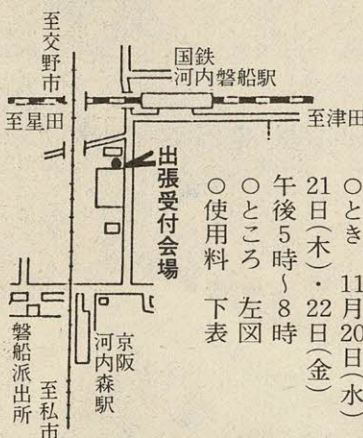 ○とき 11月20日(水)
21日(木)・22日(金)
午後5時〜8時
○ところ 左図
○使用料 下表
至交野市
国鉄
河内磐船駅
至星田
至津田
出張受付会場
京阪
河内森駅
磐船派出所
至私市